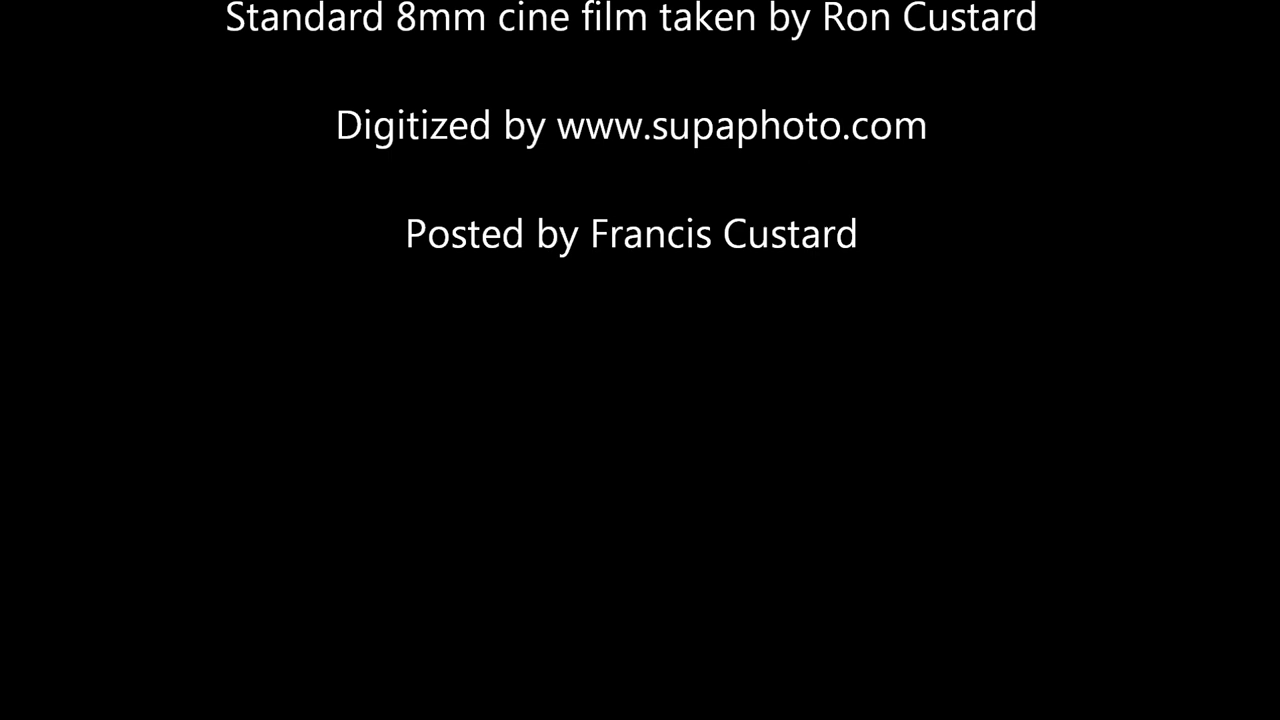 Standard 8mm cine film taken by Ron Custard
Digitized by www.supaphoto.com
Posted by Francis Custard